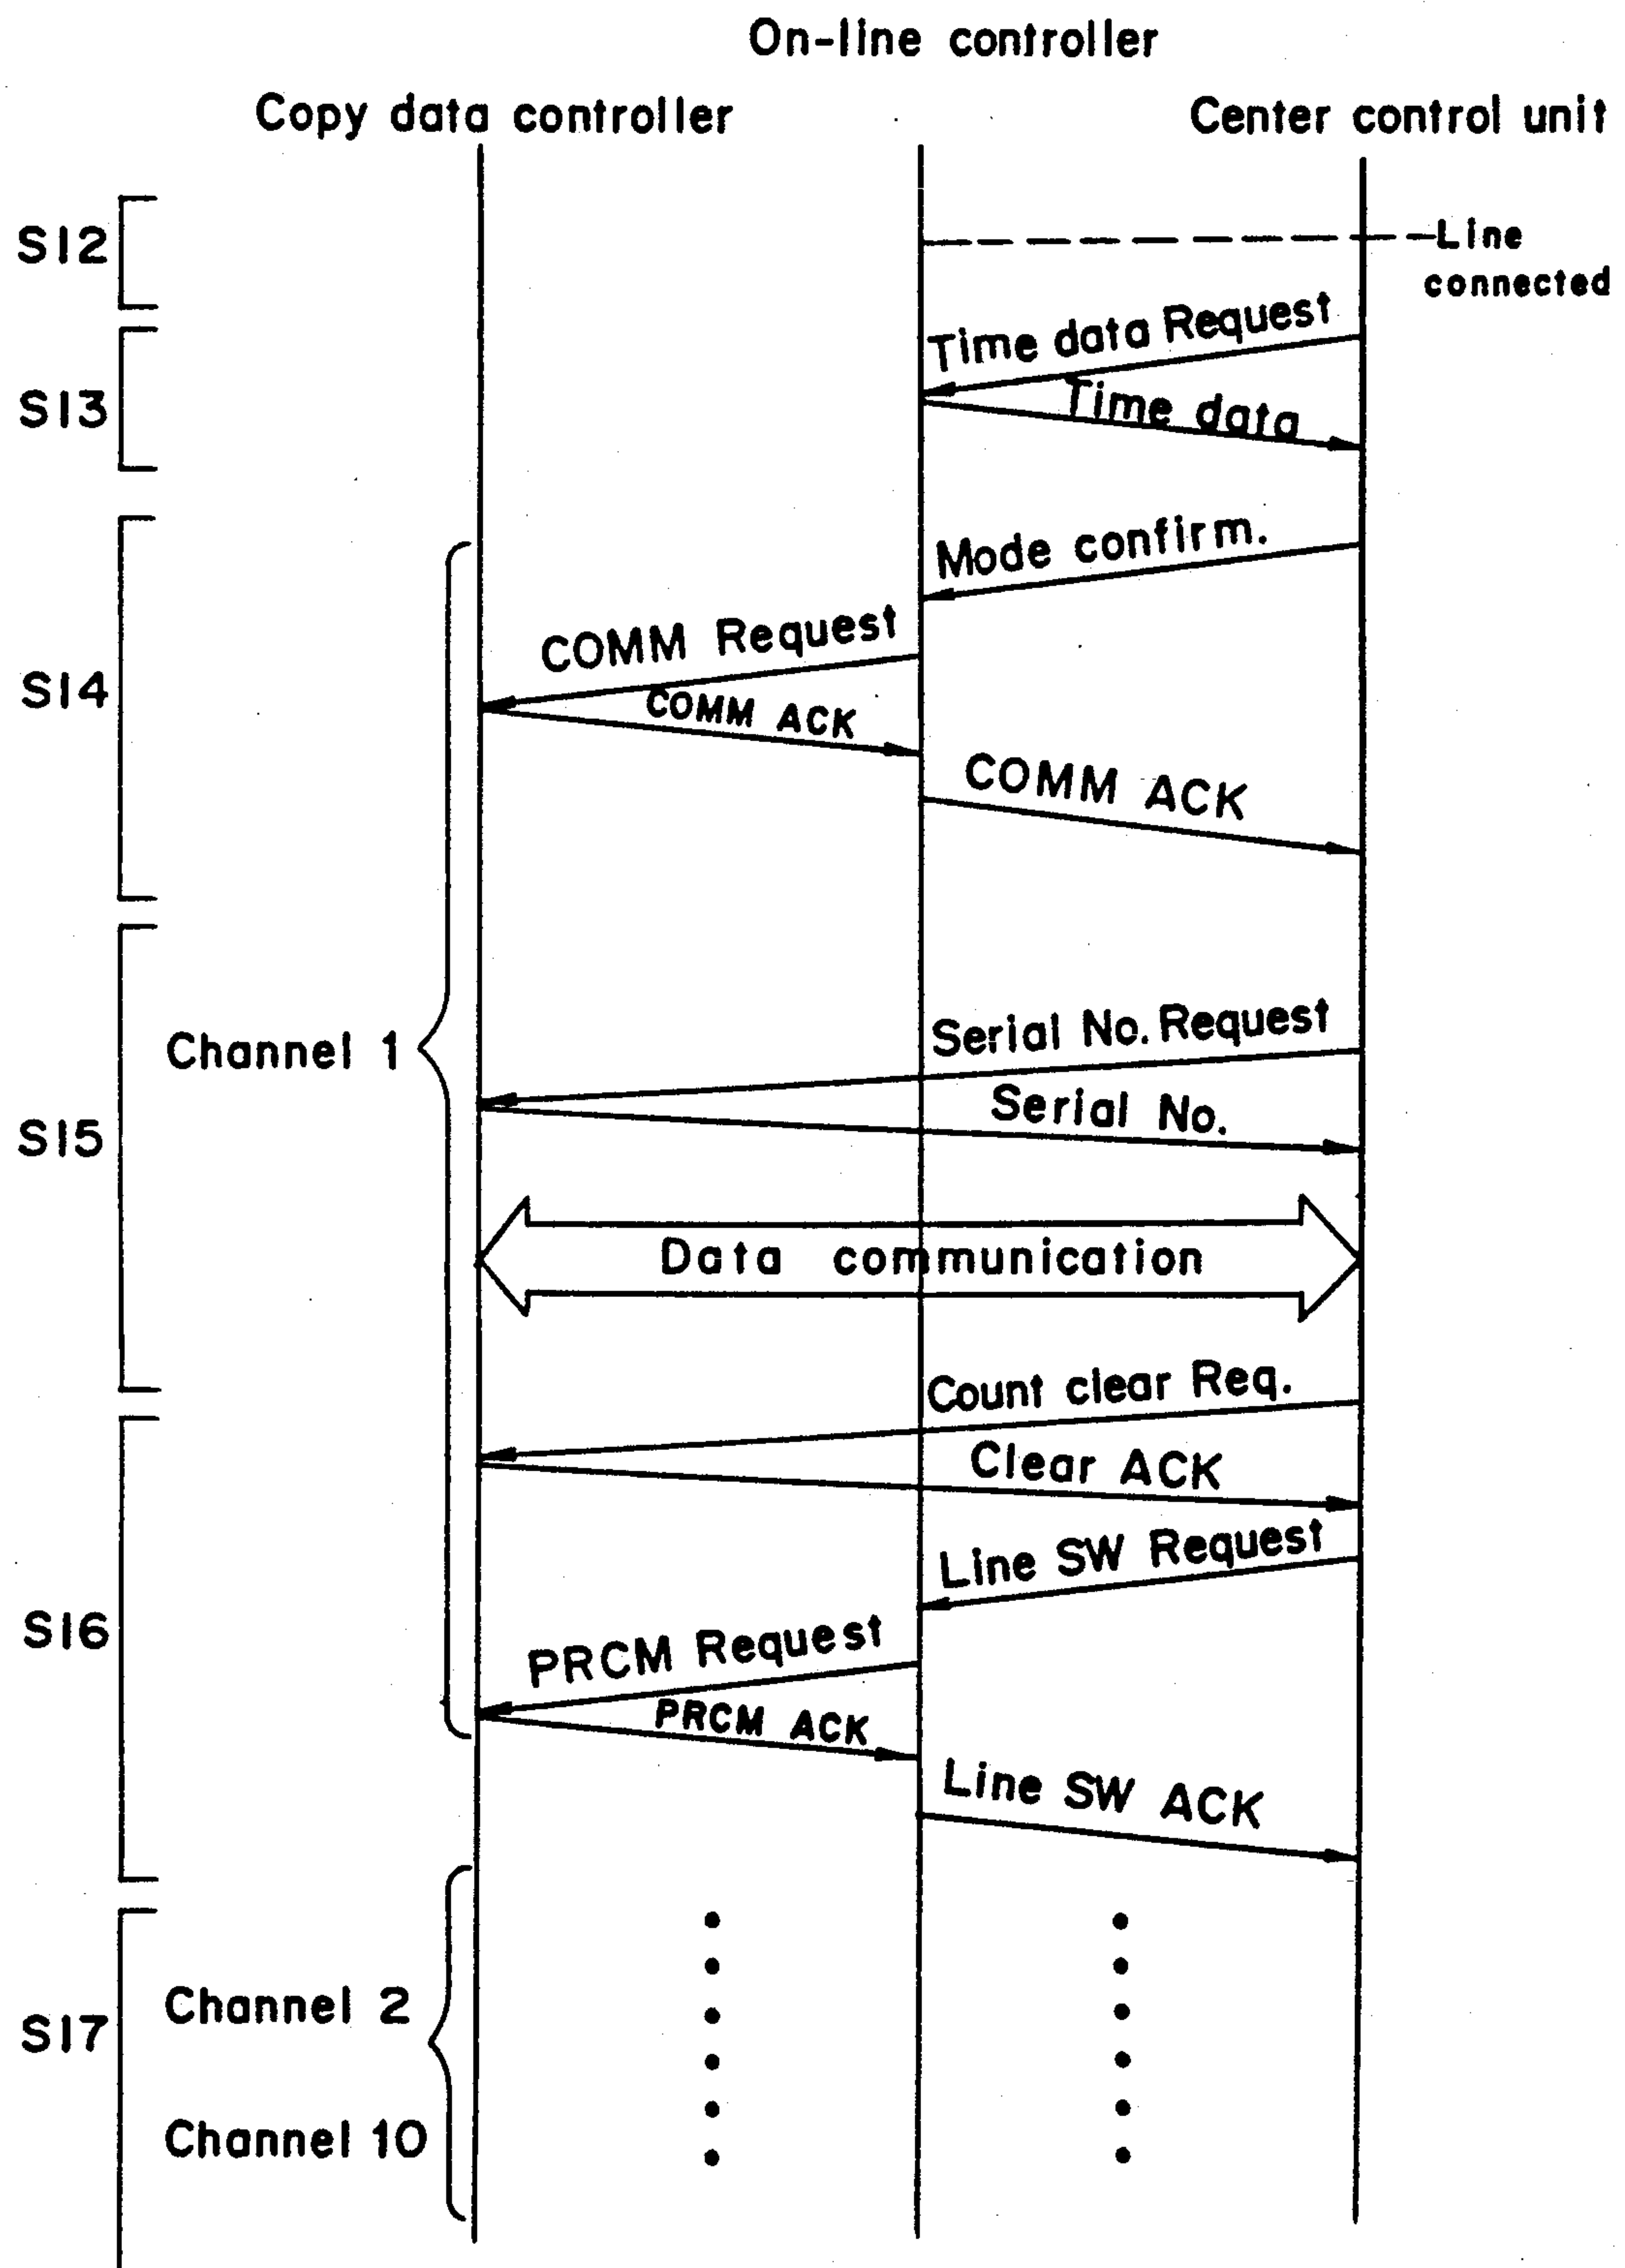 On-line controller
Copy data controller
Center control unit
S12
Line
connected
Time data Request
S13
Time data
Mode confirm.
COMM Request
S14
COMM ACK
COMM ACK
Serial No. Request
Channel 1
Serial No.
S15
Data communication
Count clear Req.
Clear ACK
Line SW Request
S16
PRCM Request
PRCM ACK
Line SW ACK
Channel 2
S17
Channel 10